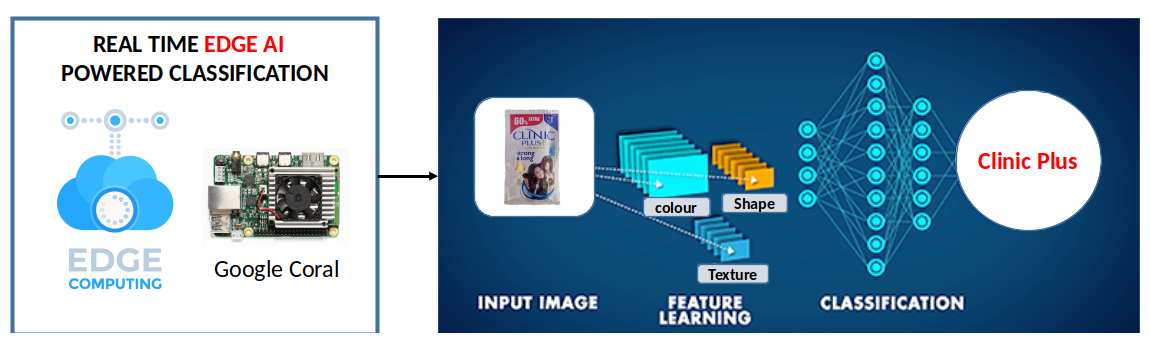 REAL TIME EDGE AI
POWERED CLASSIFICATION
EDGE
COMPUTING
Google Coral
60% EXTRA
CLINIC
PLUS
strong
& long
colour
Shape
Texture
INPUT IMAGE
FEATURE
LEARNING
CLASSIFICATION
Clinic Plus